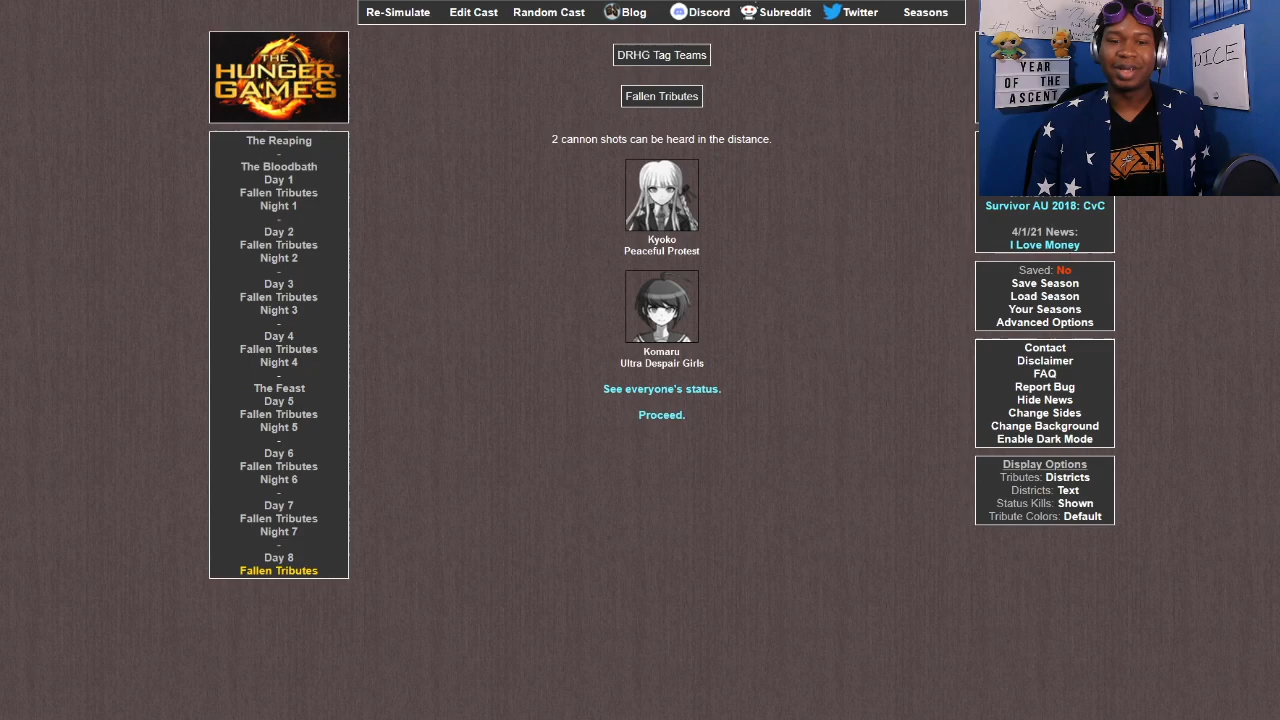 Re-Simulate Edit Cast Random Cast Blog Discord Subreddit Twitter Seasons
THE
HUNGER
GAMES
DRHG Tag Teams
Fallen Tributes
2 cannon shots can be heard in the distance.
Kyoko
Peaceful Protest
Komaru
Ultra Despair Girls
See everyone's status.
Proceed.
The Reaping
-
The Bloodbath
Day 1
Fallen Tributes
Night 1
-
Day 2
Fallen Tributes
Night 2
-
Day 3
Fallen Tributes
Night 3
-
Day 4
Fallen Tributes
Night 4
-
The Feast
Day 5
Fallen Tributes
Night 5
-
Day 6
Fallen Tributes
Night 6
-
Day 7
Fallen Tributes
Night 7
-
Day 8
Fallen Tributes
YEAR
OF THE
ASCENT
DICE
Survivor AU 2018: CvC
4/1/21 News:
I Love Money
Saved: No
Save Season
Load Season
Your Seasons
Advanced Options
Contact
Disclaimer
FAQ
Report Bug
Hide News
Change Sides
Change Background
Enable Dark Mode
Display Options
Tributes: Districts
Districts: Text
Status Kills: Shown
Tribute Colors: Default